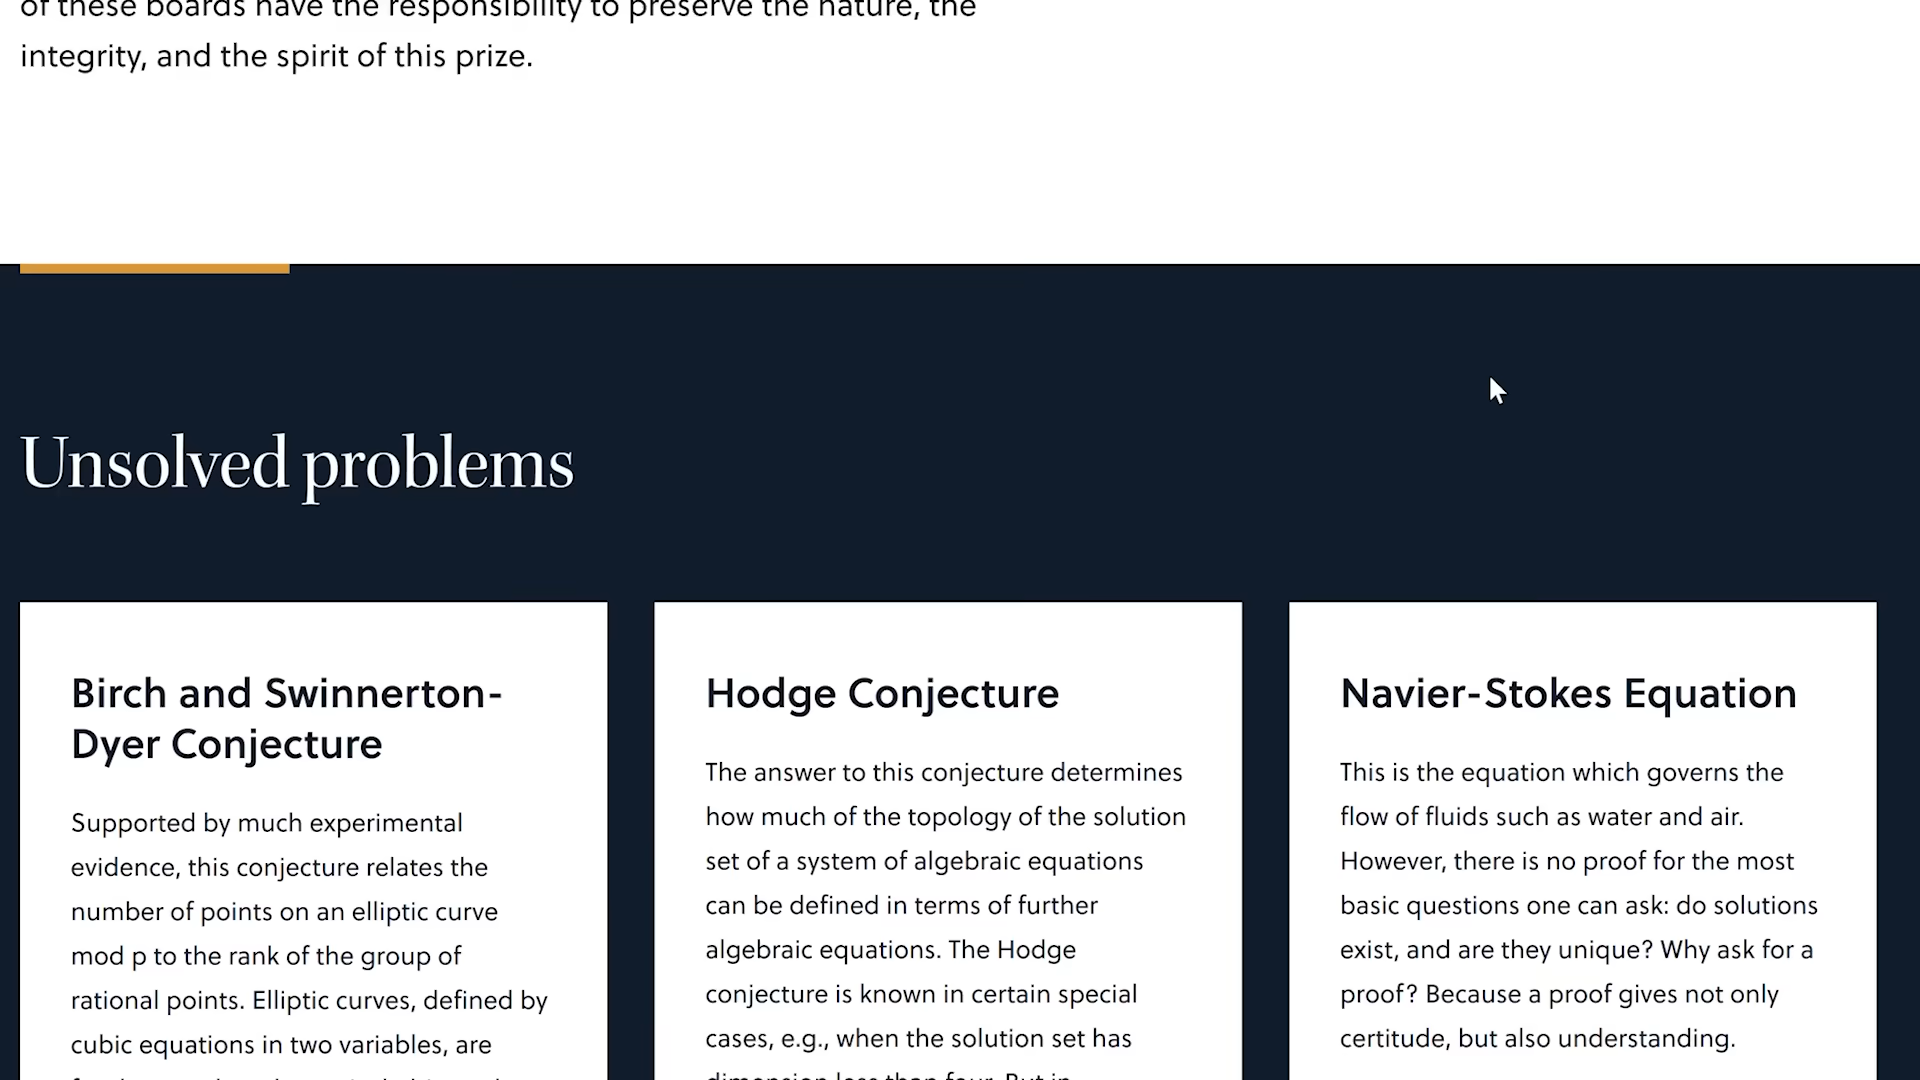 of these boards have the responsibility to preserve the nature, the
integrity, and the spirit of this prize.
Unsolved problems
Birch and Swinnerton-
Dyer Conjecture
Supported by much experimental
evidence, this conjecture relates the
number of points on an elliptic curve
mod p to the rank of the group of
rational points. Elliptic curves, defined by
cubic equations in two variables, are
Hodge Conjecture
The answer to this conjecture determines
how much of the topology of the solution
set of a system of algebraic equations
can be defined in terms of further
algebraic equations. The Hodge
conjecture is known in certain special
cases, e.g., when the solution set has
dimension less than four. But in
Navier-Stokes Equation
This is the equation which governs the
flow of fluids such as water and air.
However, there is no proof for the most
basic questions one can ask: do solutions
exist, and are they unique? Why ask for a
proof? Because a proof gives not only
certitude, but also understanding.